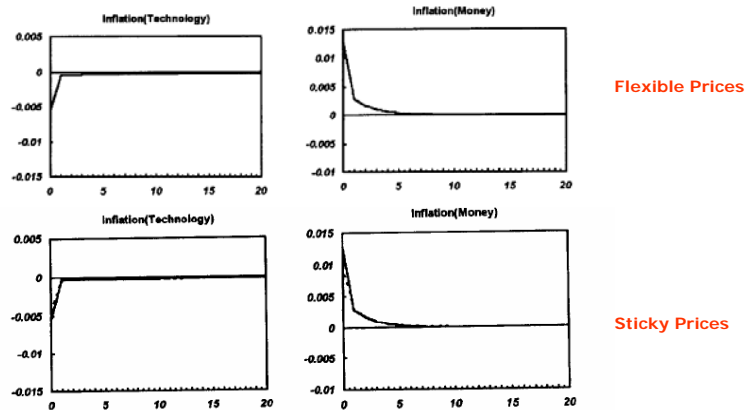 Inflation(Technology)
0.005
0
-0.005
-0.01
-0.015
0 5 10 15 20
Inflation(Money)
0.015
0.01
0.005
0
-0.005
-0.01
0 5 10 15 20
Flexible Prices
Inflation(Technology)
0.005
0
-0.005
-0.01
-0.015
0 5 10 15 20
Inflation(Money)
0.015
0.01
0.005
0
-0.005
-0.01
0 5 10 15 20
Sticky Prices